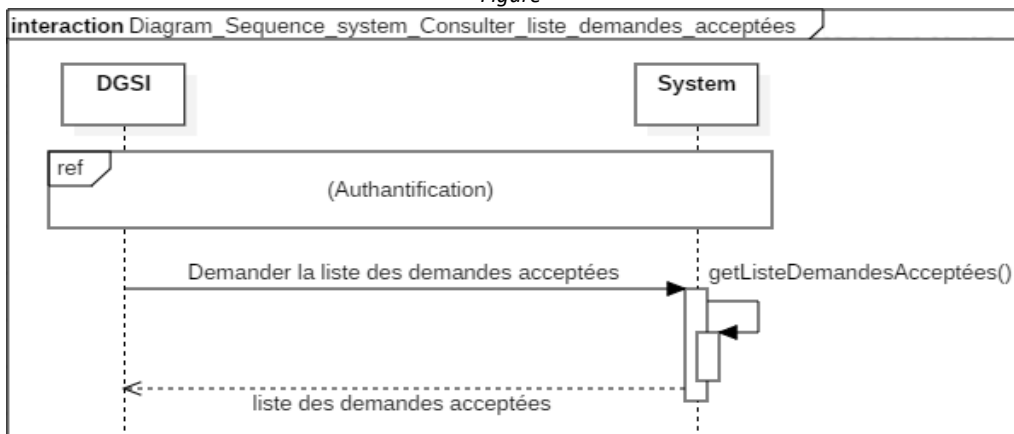 Figure
interaction Diagram_Sequence_system_Consulter_liste_demandes_acceptées
DGSI
System
ref
(Authantification)
Demander la liste des demandes acceptées
getListeDemandesAcceptées()
liste des demandes acceptées